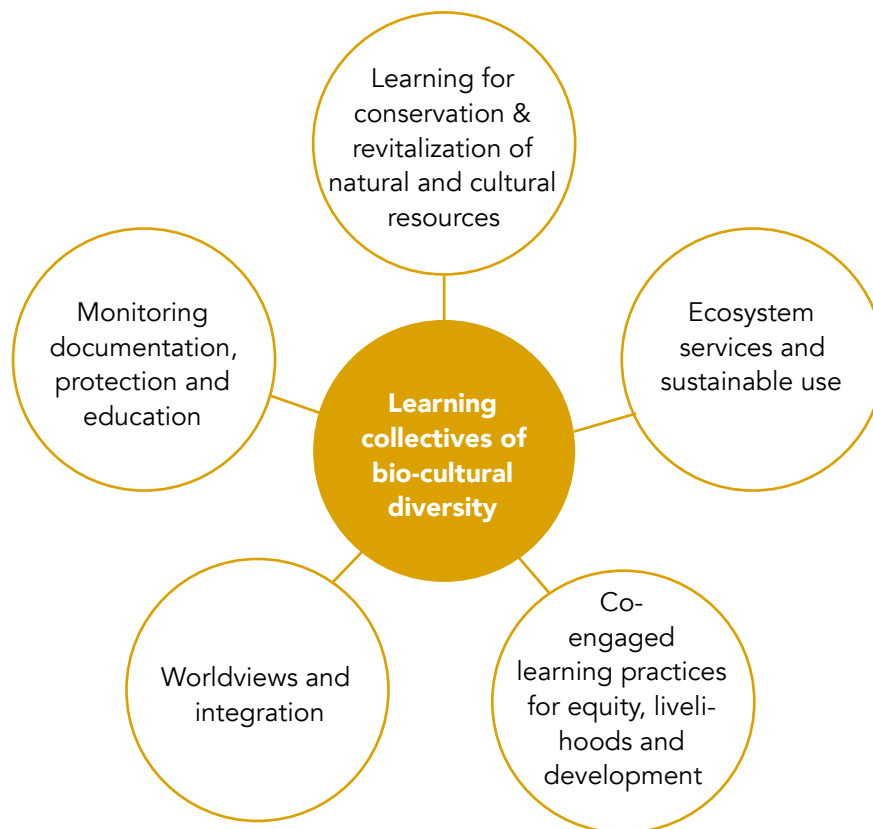 Learning for
conservation &
revitalization of
natural and cultural
resources
Monitoring
documentation,
protection and
education
Ecosystem
services and
sustainable use
Learning
collectives of
bio-cultural
diversity
Worldviews and
integration
Co-
engaged
learning practices
for equity, liveli-
hoods and
development